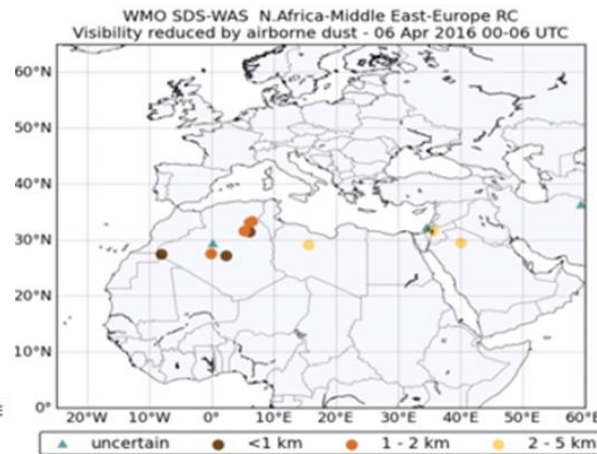 WMO SDS-WAS N.Africa-Middle East-Europe RC
Visibility reduced by airborne dust - 06 Apr 2016 00-06 UTC
60°N
50°N
40°N
30°N
20°N
10°N
0°
20°W 10°W 0° 10°E 20°E 30°E 40°E 50°E 60°E
uncertain <1 km 1 - 2 km 2 - 5 km